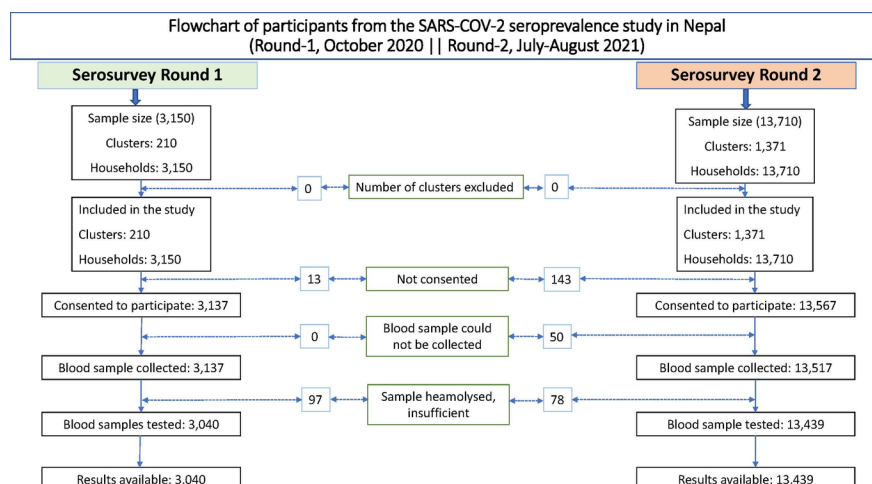 Flowchart of participants from the SARS-COV-2 seroprevalence study in Nepal
(Round-1, October 2020 || Round-2, July-August 2021)
Serosurvey Round 1
Serosurvey Round 2
Sample size (3,150)
Clusters: 210
Households: 3,150
Sample size (13,710)
Clusters: 1,371
Households: 13,710
0
Number of clusters excluded
0
Included in the study
Clusters: 210
Households: 3,150
Included in the study
Clusters: 1,371
Households: 13,710
13
Not consented
143
Consented to participate: 3,137
Consented to participate: 13,567
0
Blood sample could
not be collected
50
Blood sample collected: 3,137
Blood sample collected: 13,517
97
Sample heamolysed,
insufficient
78
Blood samples tested: 3,040
Blood sample tested: 13,439
Results available: 3,040
Results available: 13,439